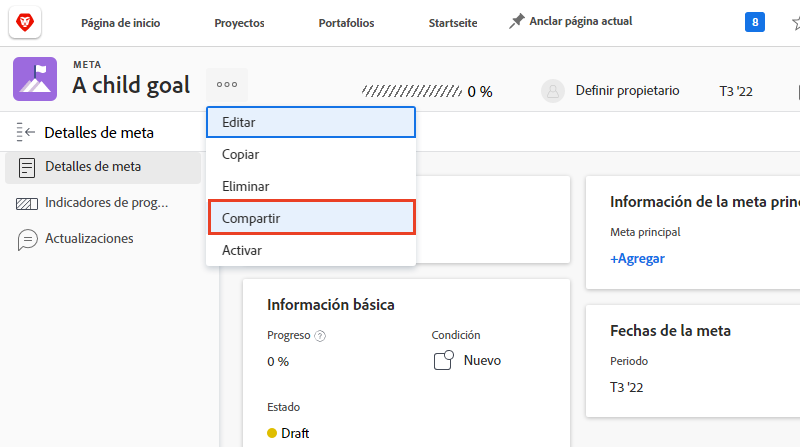 Página de inicio
Proyectos
Portafolios
Startseite
Anclar página actual
8
META
A child goal
0 %
Definir propietario
T3 '22
Detalles de meta
Detalles de meta
Indicadores de prog...
Actualizaciones
Editar
Copiar
Eliminar
Compartir
Activar
Información básica
Progreso ?
0 %
Condición
Nuevo
Estado
Draft
Información de la meta prin
Meta principal
+Agregar
Fechas de la meta
Periodo
T3 '22